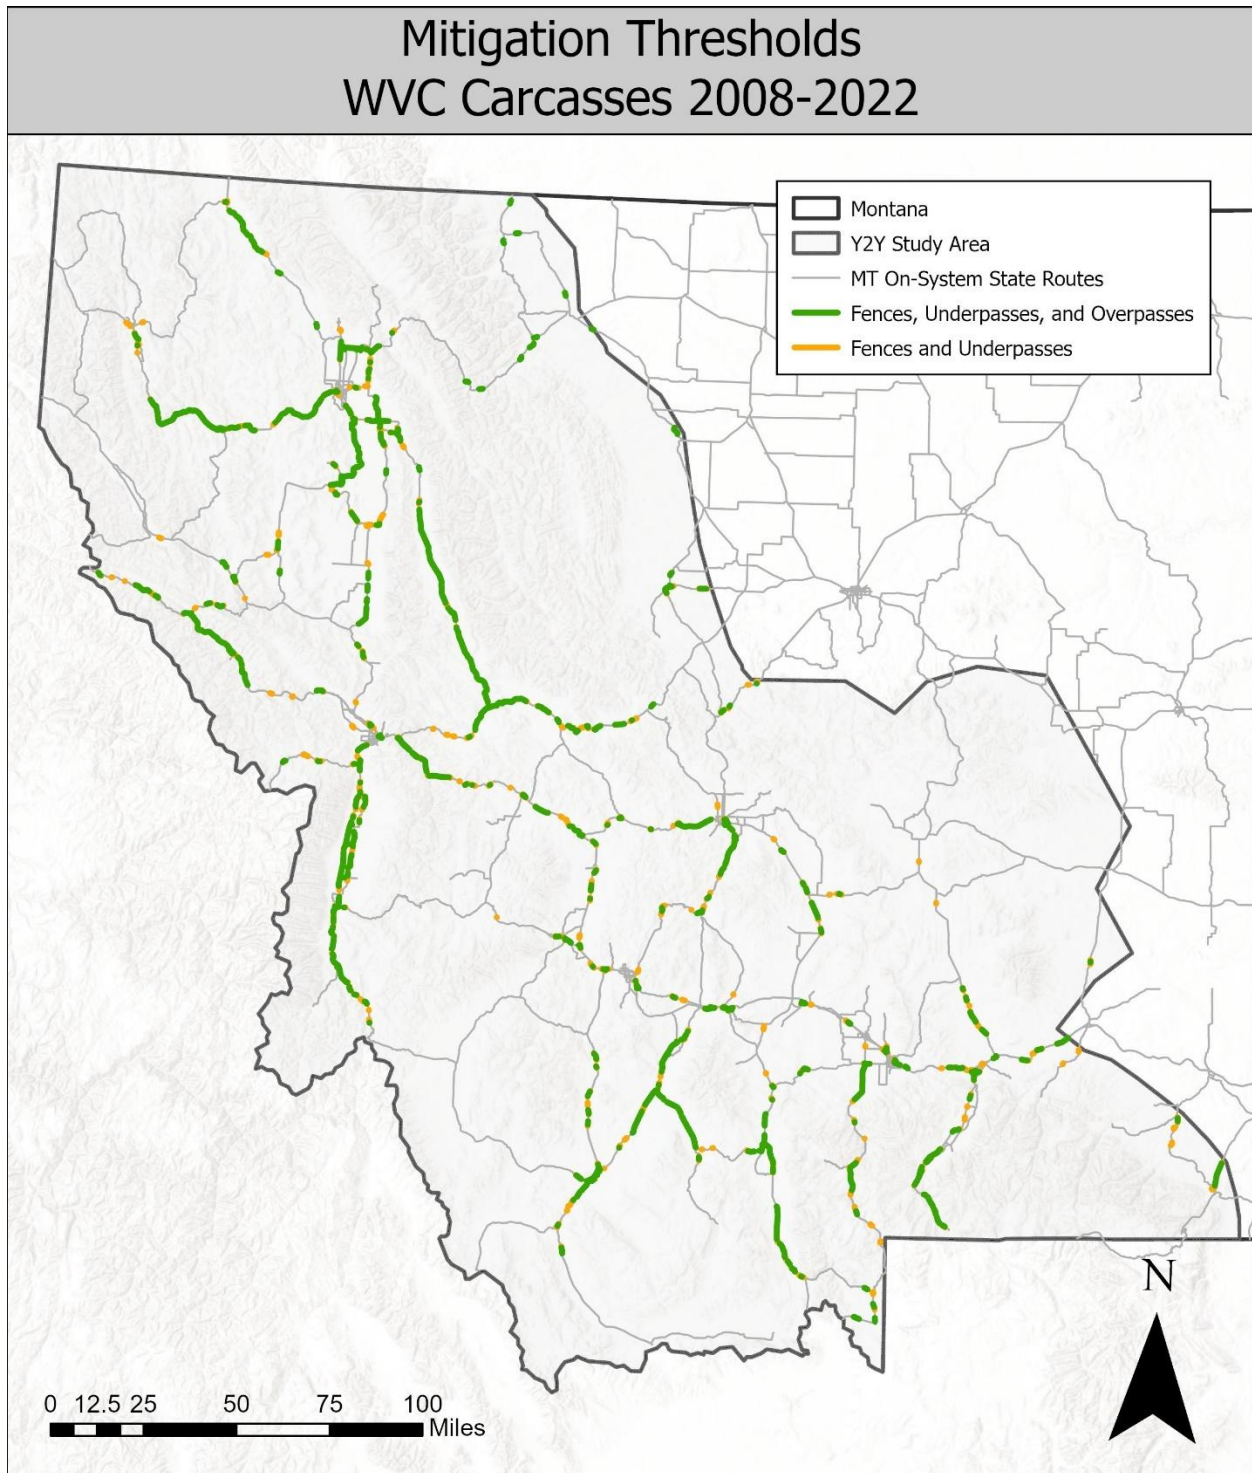 Mitigation Thresholds
WVC Carcasses 2008-2022
Montana
Y2Y Study Area
MT On-System State Routes
Fences, Underpasses, and Overpasses
Fences and Underpasses
N
0 12.5 25 50 75 100
Miles